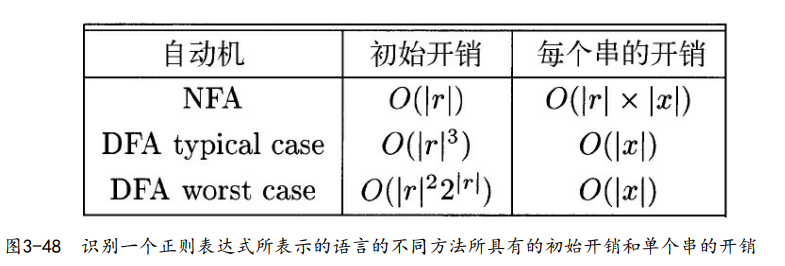 自动机 初始开销 每个串的开销
NFA O(|r|) O(|r| × |x|)
DFA typical case O(|r|³) O(|x|)
DFA worst case O(|r|²2^{|r|}) O(|x|)
图3-48 识别一个正则表达式所表示的语言的不同方法所具有的初始开销和单个串的开销